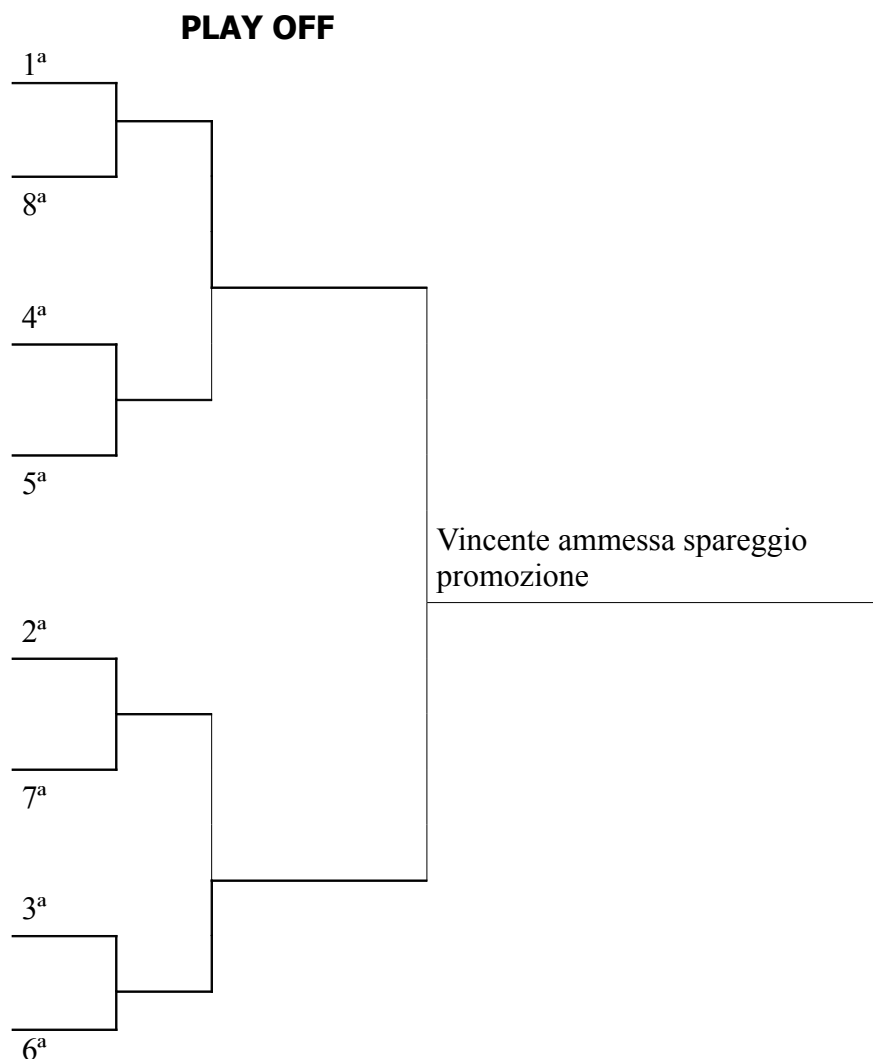 PLAY OFF
1ª
8ª
4ª
5ª
Vincente ammessa spareggio
promozione
2ª
7ª
3ª
6ª